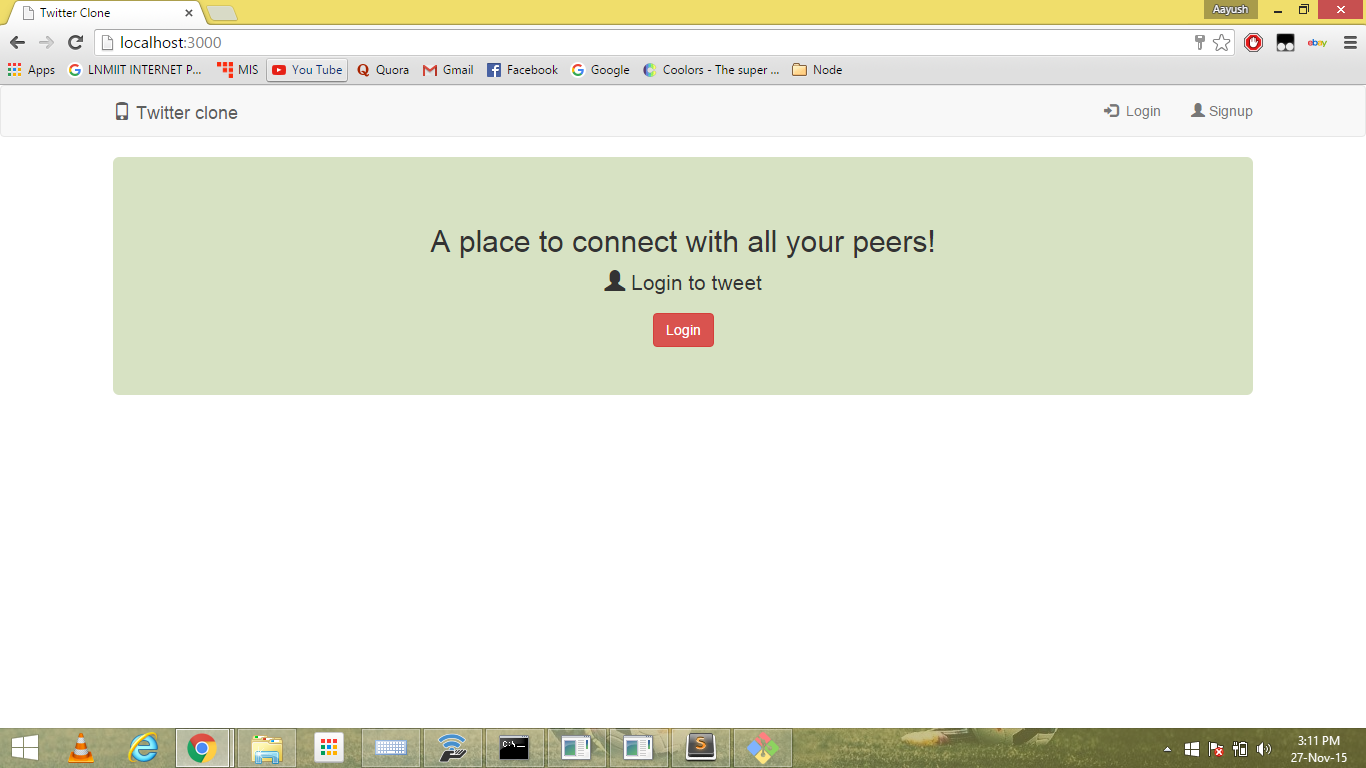 Twitter Clone
Aayush
localhost:3000
ebay
Apps LNMIIT INTERNET P... MIS You Tube Quora Gmail Facebook Google Coolors - The super ... Node
Twitter clone Login Signup
A place to connect with all your peers!
Login to tweet
Login
C:\_
S
3:11 PM
27-Nov-15